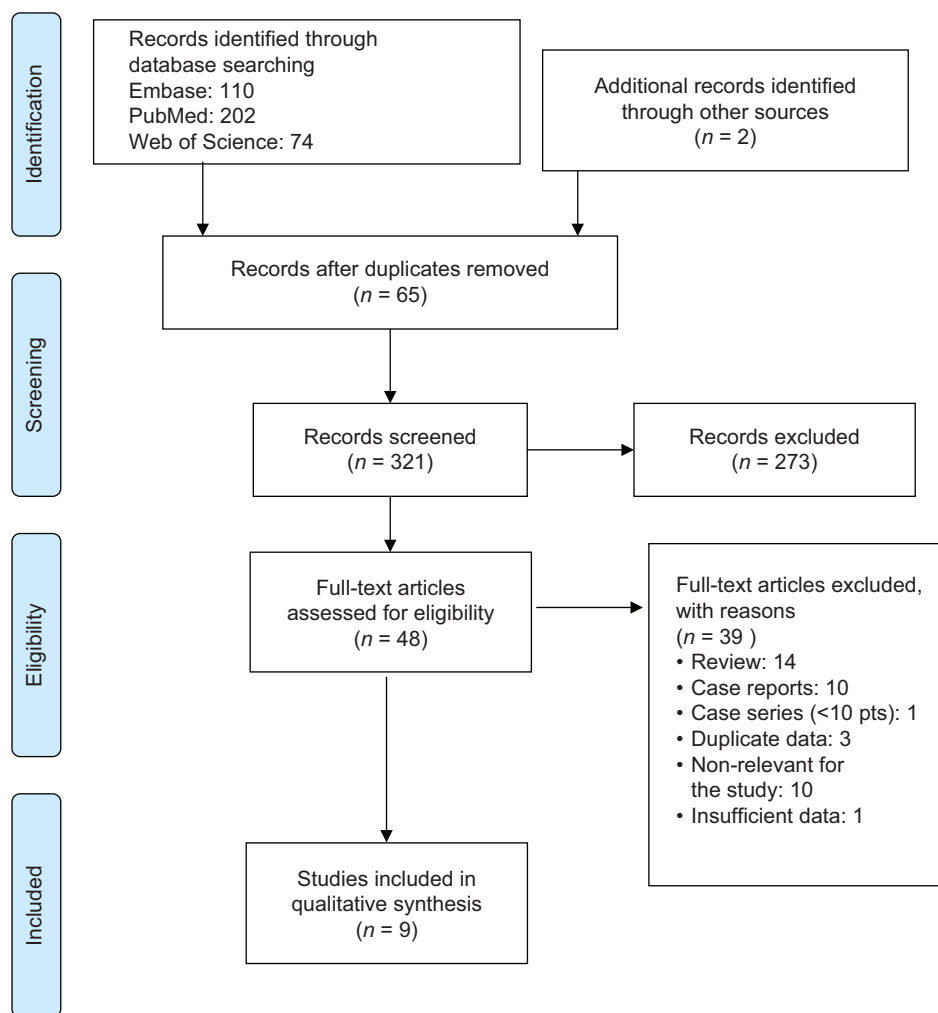 Identification
Records identified through
database searching
Embase: 110
PubMed: 202
Web of Science: 74
Additional records identified
through other sources
(n = 2)
Records after duplicates removed
(n = 65)
Screening
Records screened
(n = 321)
Records excluded
(n = 273)
Eligibility
Full-text articles
assessed for eligibility
(n = 48)
Full-text articles excluded,
with reasons
(n = 39 )
• Review: 14
• Case reports: 10
• Case series (<10 pts): 1
• Duplicate data: 3
• Non-relevant for
the study: 10
• Insufficient data: 1
Included
Studies included in
qualitative synthesis
(n = 9)